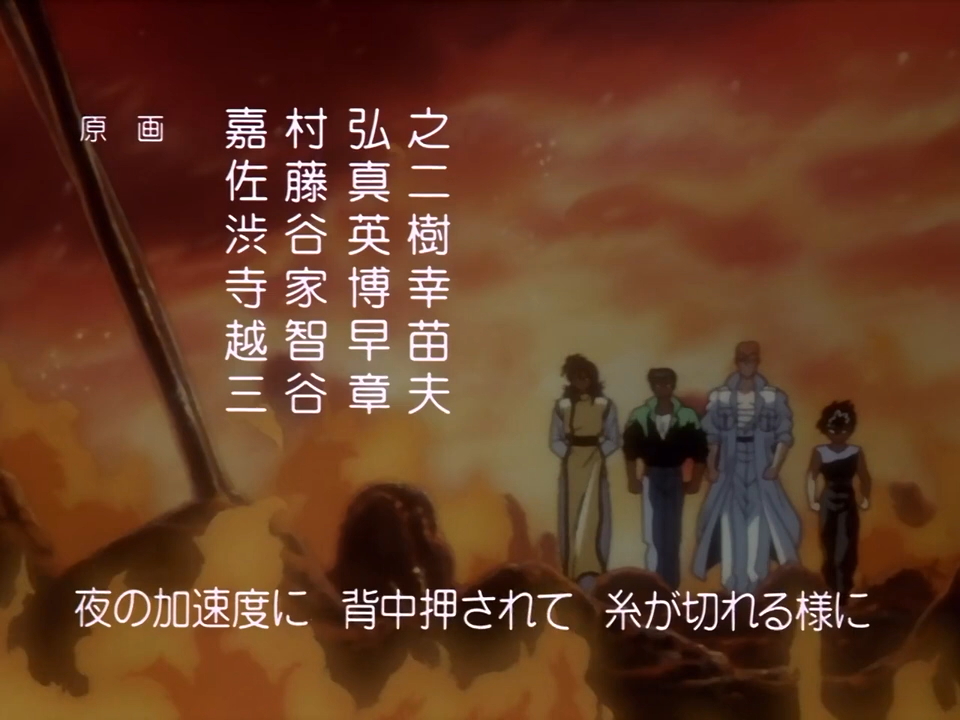 原画 嘉村弘之
佐藤真二
渋谷英樹
寺家博幸
越智早苗
三谷章夫
夜の加速度に 背中押されて 糸が切れる様に